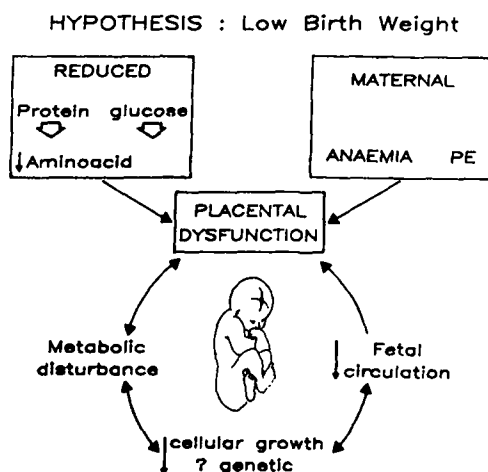 HYPOTHESIS : Low Birth Weight
REDUCED
Protein glucose
↓ Aminoacid
MATERNAL
ANAEMIA PE
PLACENTAL
DYSFUNCTION
Metabolic
disturbance
↓ Fetal
circulation
↓ cellular growth
? genetic